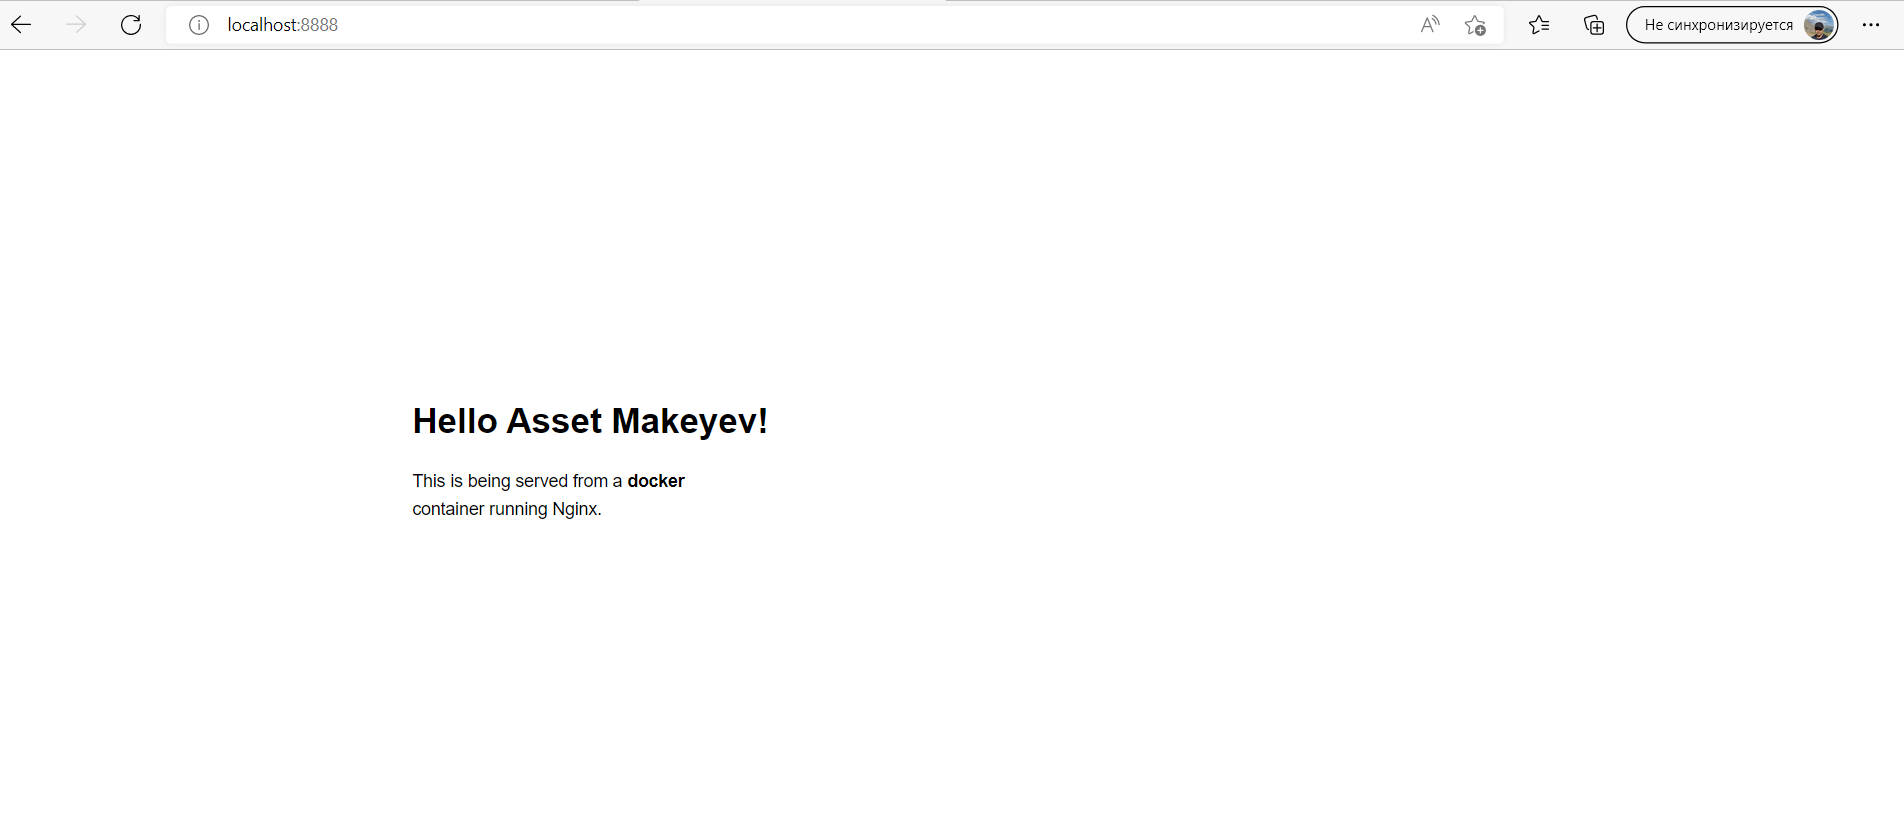 localhost:8888
Не синхронизируется
Hello Asset Makeyev!
This is being served from a docker
container running Nginx.